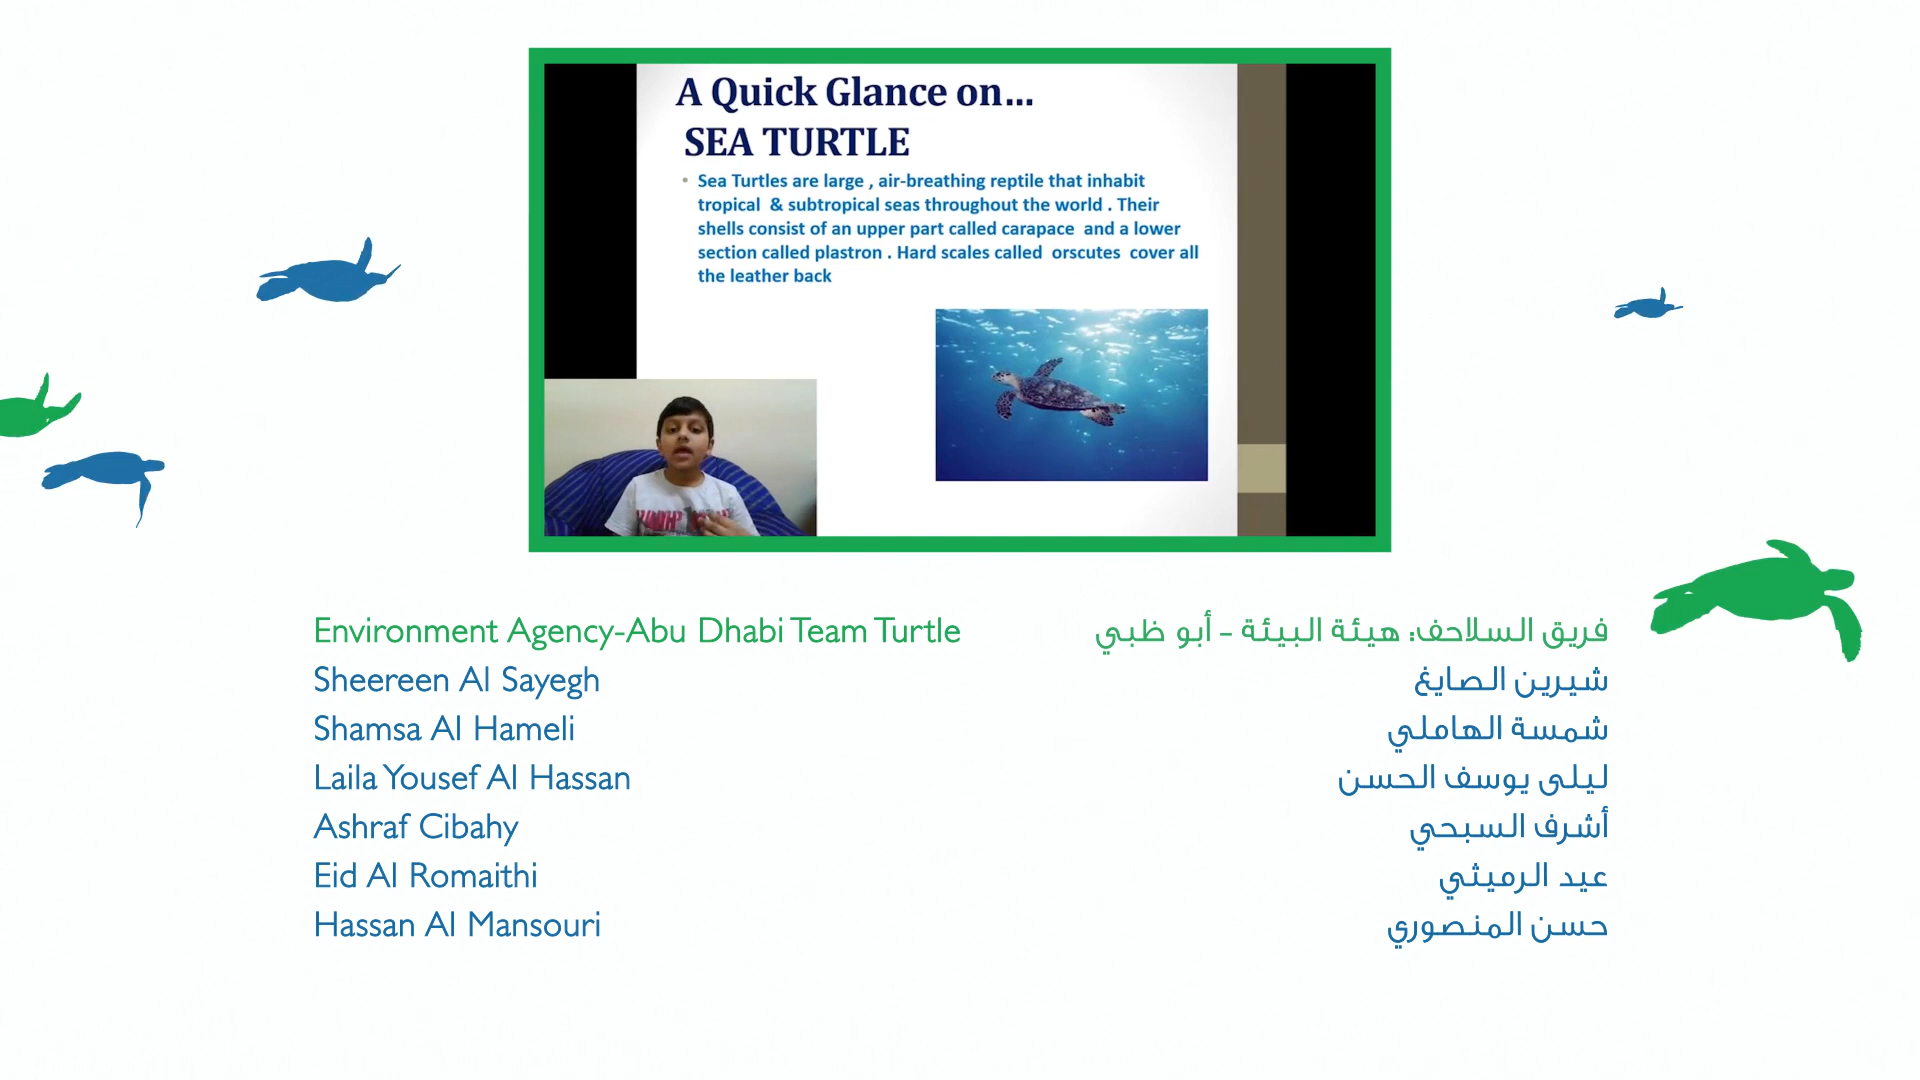 A Quick Glance on...
SEA TURTLE
• Sea Turtles are large , air-breathing reptile that inhabit
tropical & subtropical seas throughout the world . Their
shells consist of an upper part called carapace and a lower
section called plastron . Hard scales called orscutes cover all
the leather back
Environment Agency-Abu Dhabi Team Turtle
Sheereen Al Sayegh
Shamsa Al Hameli
Laila Yousef Al Hassan
Ashraf Cibahy
Eid Al Romaithi
Hassan Al Mansouri
فريق السلاحف: هيئة البيئة - أبو ظبي
شيرين الصايغ
شمسة الهاملي
ليلى يوسف الحسن
أشرف السبحي
عيد الرميثي
حسن المنصوري